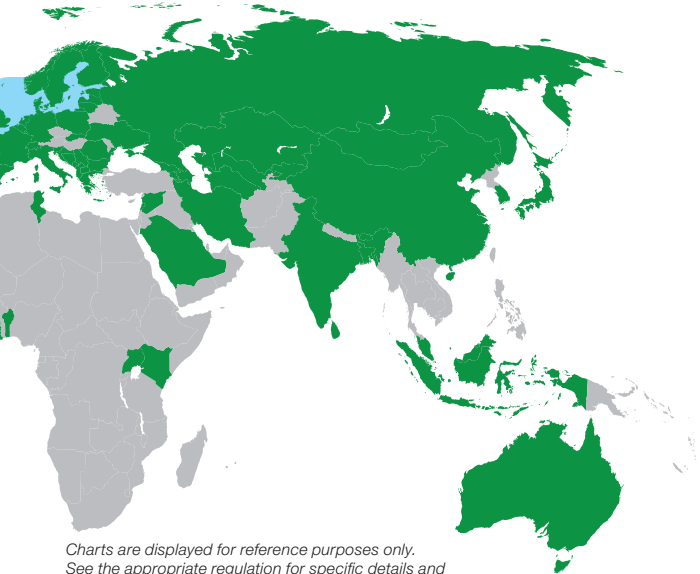 Charts are displayed for reference purposes only.
See the appropriate regulation for specific details and